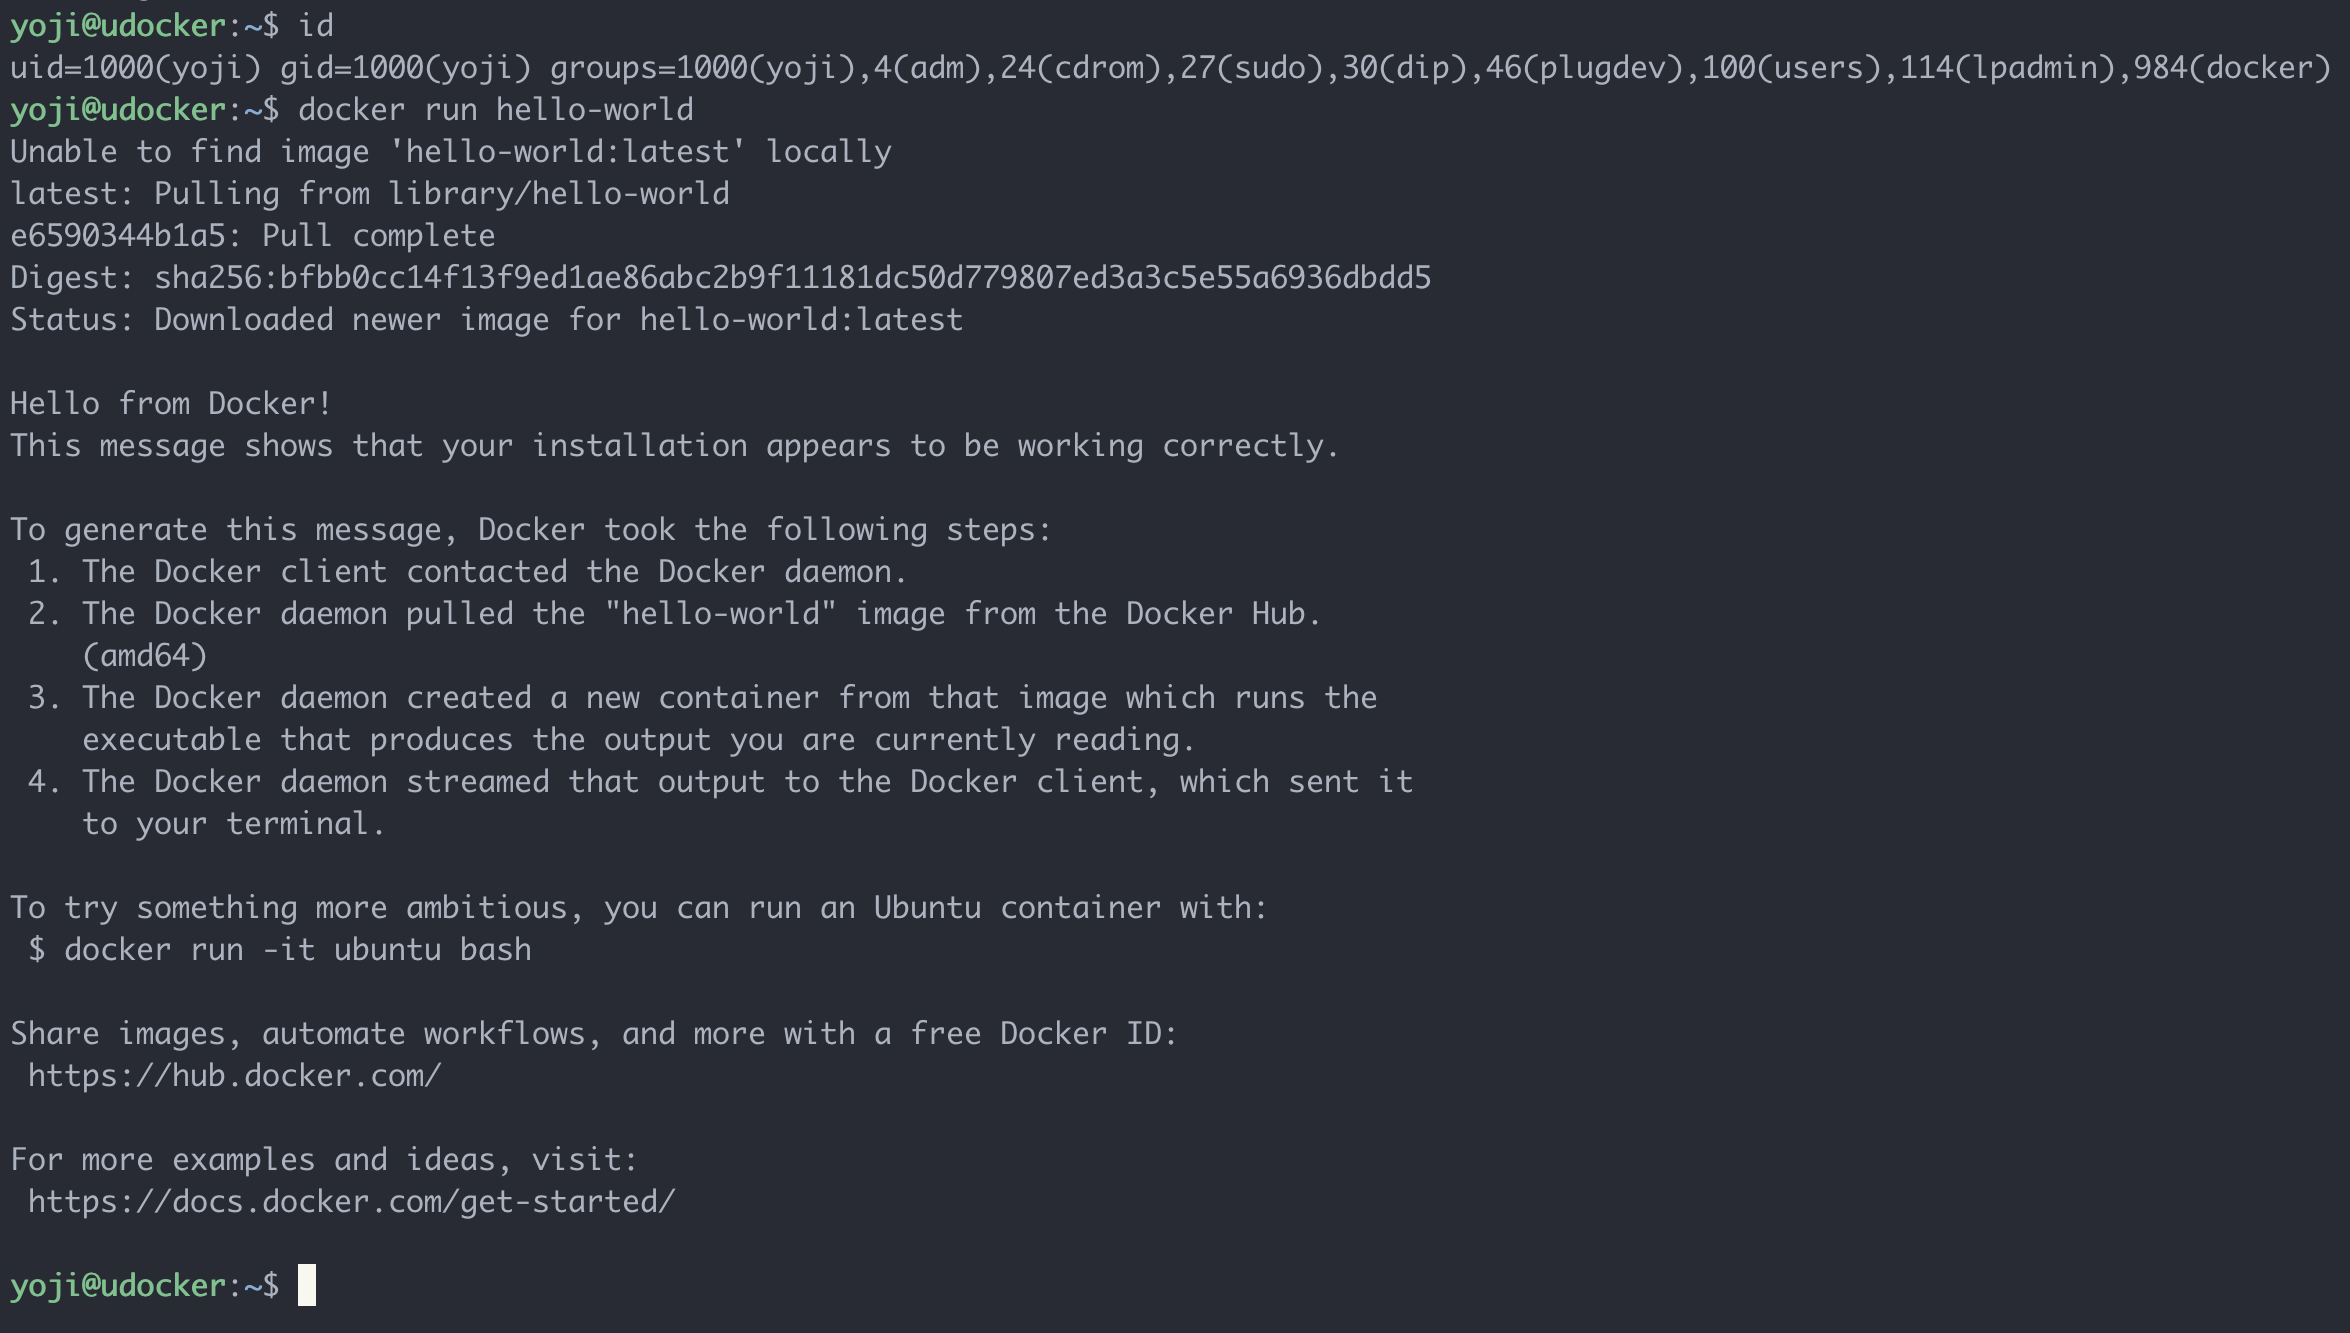 yoji@udocker:~$ id
uid=1000(yoji) gid=1000(yoji) groups=1000(yoji),4(adm),24(cdrom),27(sudo),30(dip),46(plugdev),100(users),114(lpadmin),984(docker)
yoji@udocker:~$ docker run hello-world
Unable to find image 'hello-world:latest' locally
latest: Pulling from library/hello-world
e6590344b1a5: Pull complete
Digest: sha256:bfbb0cc14f13f9ed1ae86abc2b9f11181dc50d779807ed3a3c5e55a6936dbdd5
Status: Downloaded newer image for hello-world:latest

Hello from Docker!
This message shows that your installation appears to be working correctly.

To generate this message, Docker took the following steps:
 1. The Docker client contacted the Docker daemon.
 2. The Docker daemon pulled the "hello-world" image from the Docker Hub.
    (amd64)
 3. The Docker daemon created a new container from that image which runs the
    executable that produces the output you are currently reading.
 4. The Docker daemon streamed that output to the Docker client, which sent it
    to your terminal.

To try something more ambitious, you can run an Ubuntu container with:
 $ docker run -it ubuntu bash

Share images, automate workflows, and more with a free Docker ID:
 https://hub.docker.com/

For more examples and ideas, visit:
 https://docs.docker.com/get-started/

yoji@udocker:~$